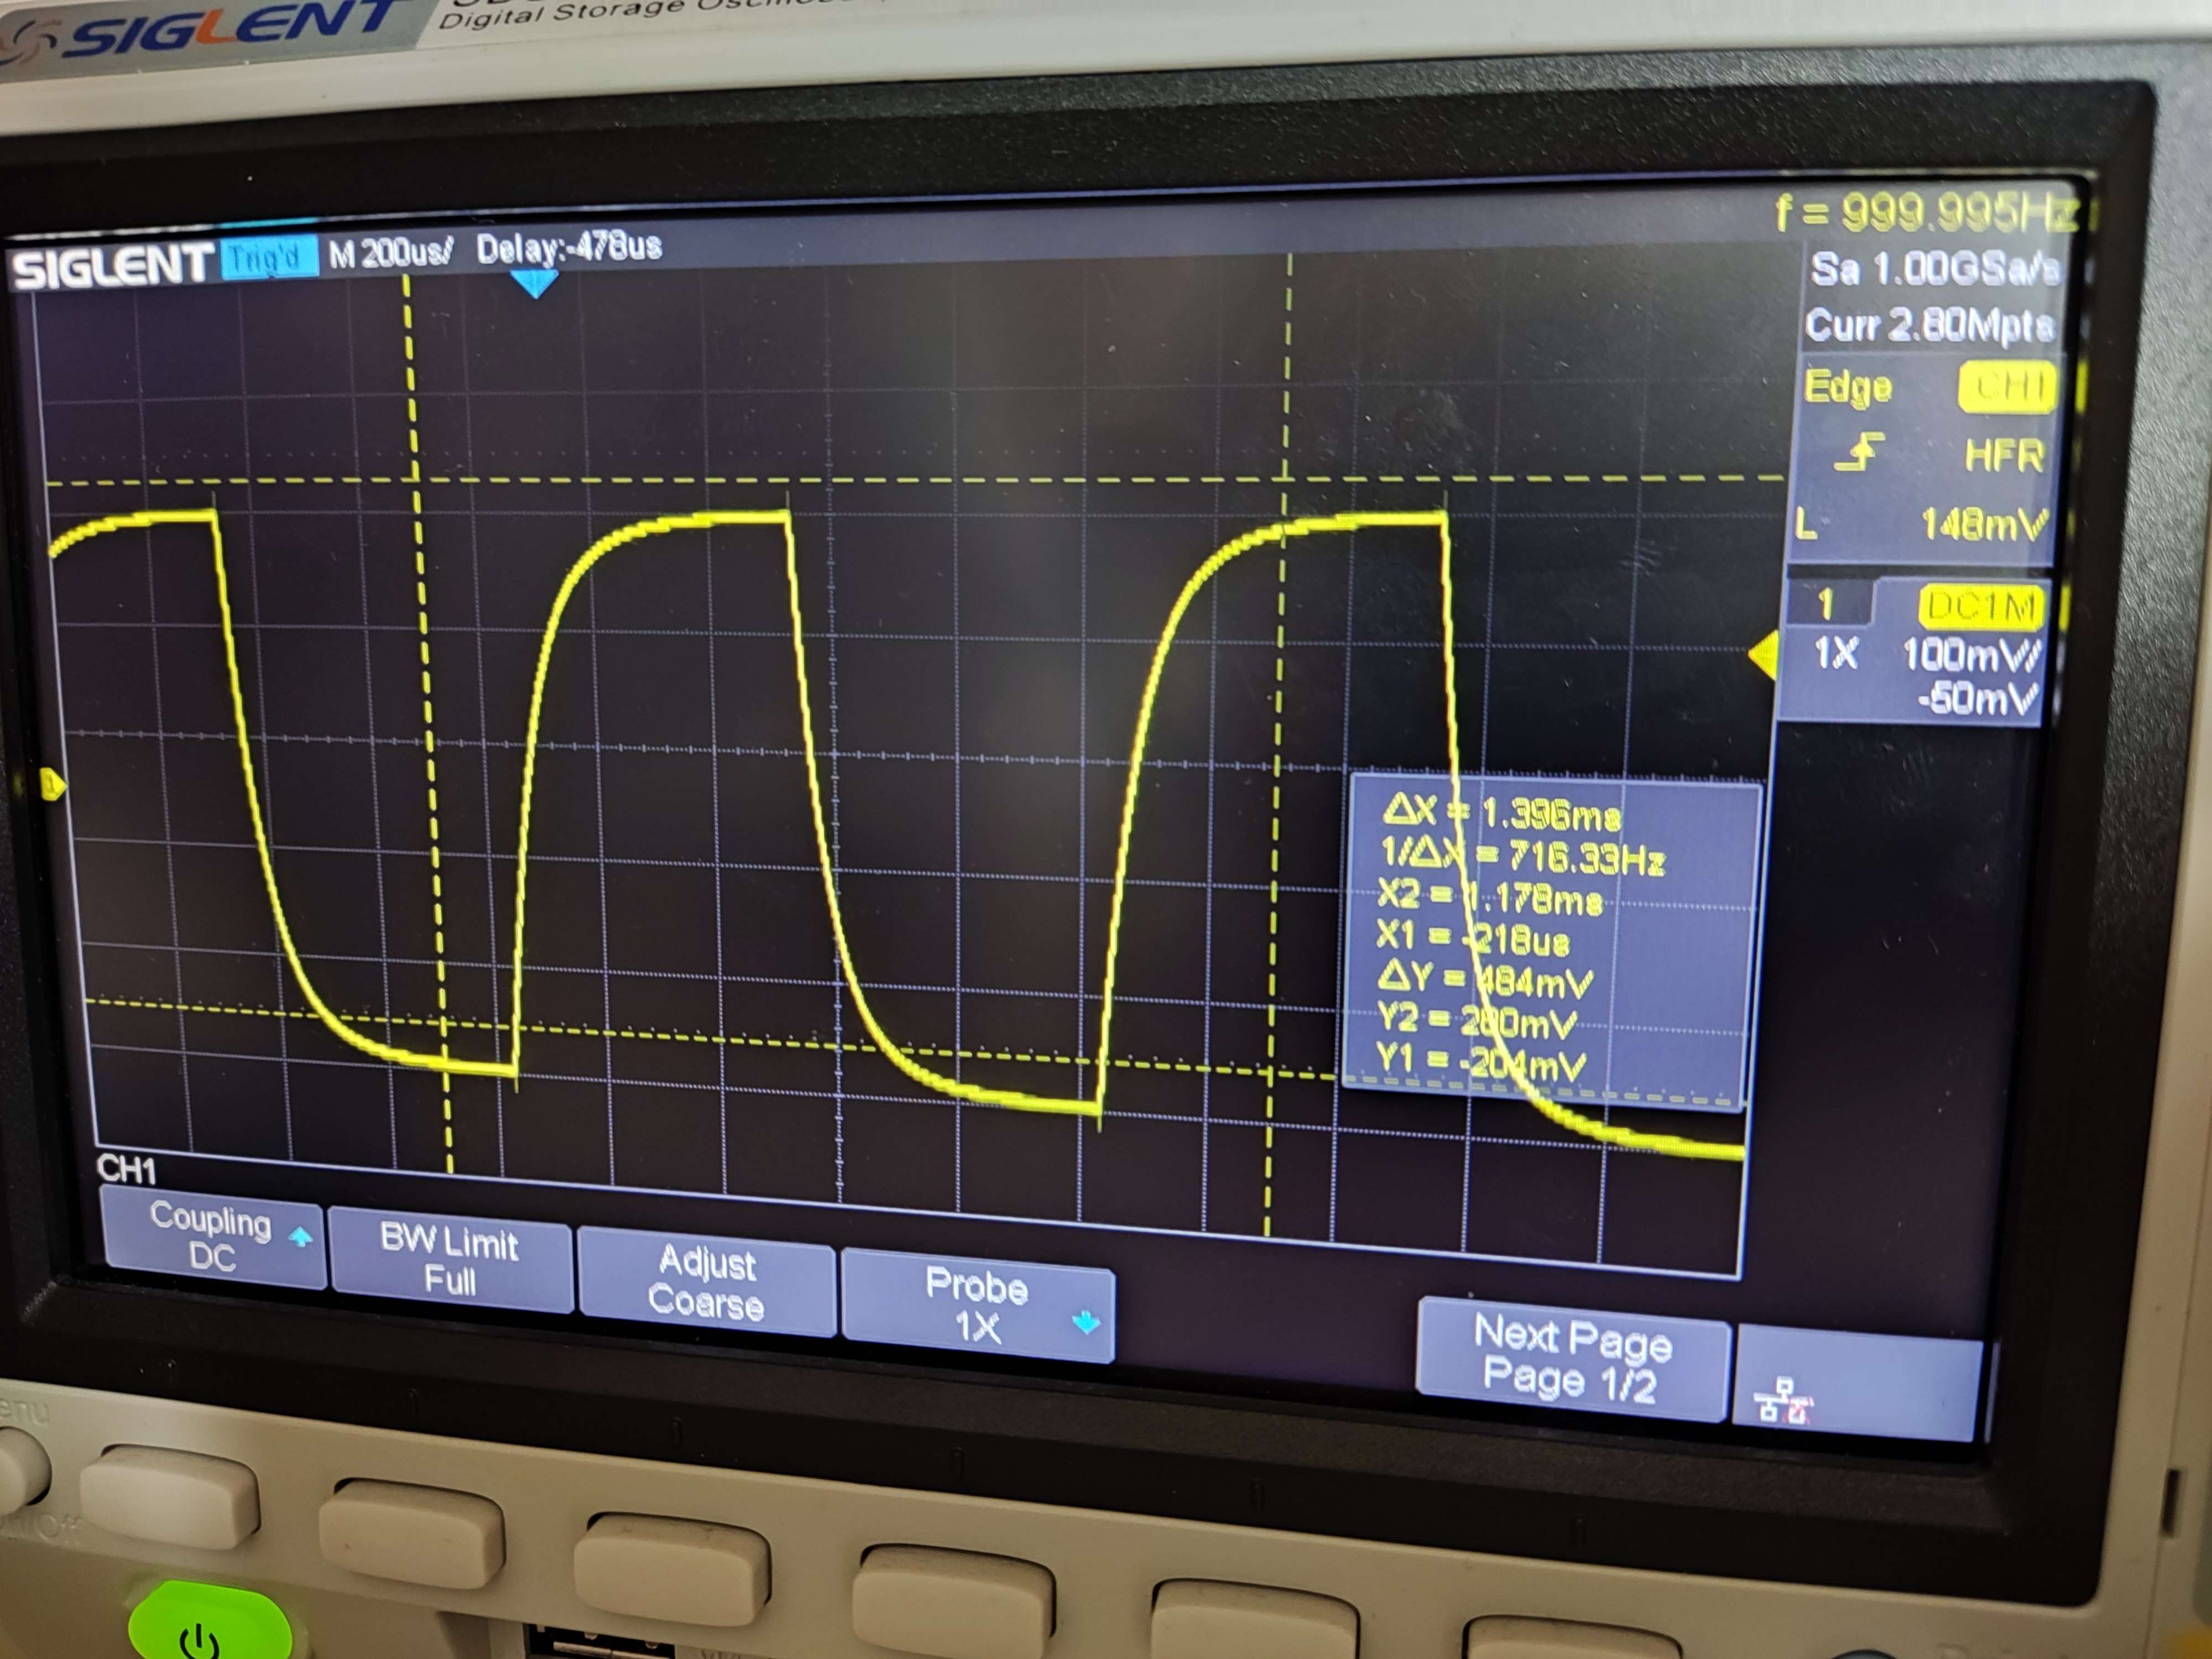 SIGLENT
Digital Storage
SIGLENT Trig'd M 200us/ Delay:-478us
f = 999.995Hz
Sa 1.00GSa/s
Curr 2.80Mpts
Edge CH1
HFR
L 148mV
1 DC1M
1X 100mV/
-50mV
1
ΔX = 1.396ms
1/ΔX = 716.33Hz
X2 = 1.178ms
X1 = -218us
ΔY = 484mV
Y2 = 280mV
Y1 = -204mV
CH1
Coupling
DC
BW Limit
Full
Adjust
Coarse
Probe
1X
Next Page
Page 1/2